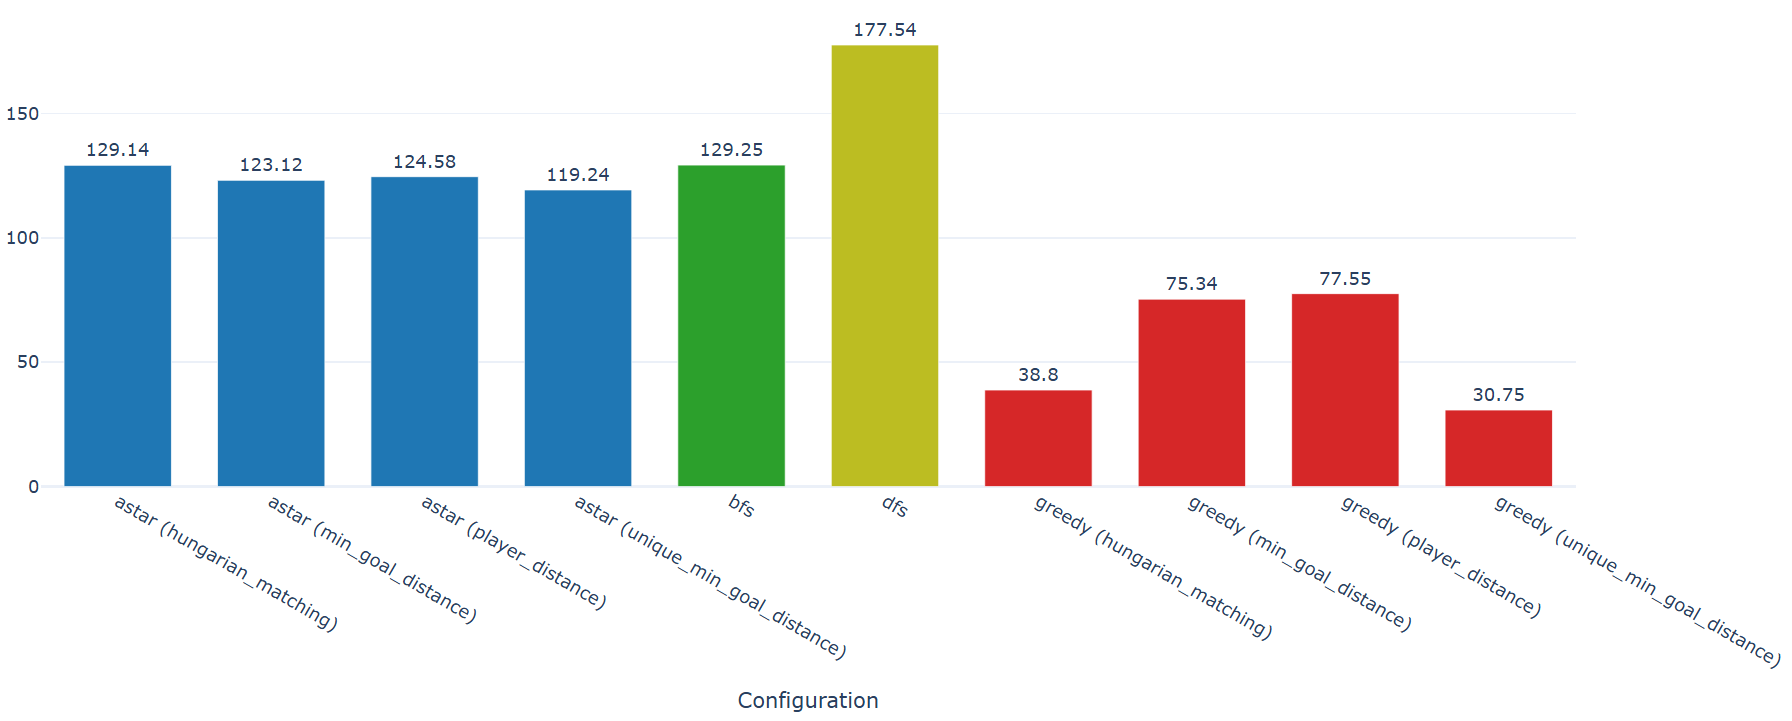 177.54
150
129.14
123.12
124.58
119.24
129.25
100
75.34
77.55
50
38.8
30.75
0
astar (hungarian_matching)
astar (min_goal_distance)
astar (player_distance)
astar (unique_min_goal_distance)
bfs
dfs
greedy (hungarian_matching)
greedy (min_goal_distance)
greedy (player_distance)
greedy (unique_min_goal_distance)
Configuration